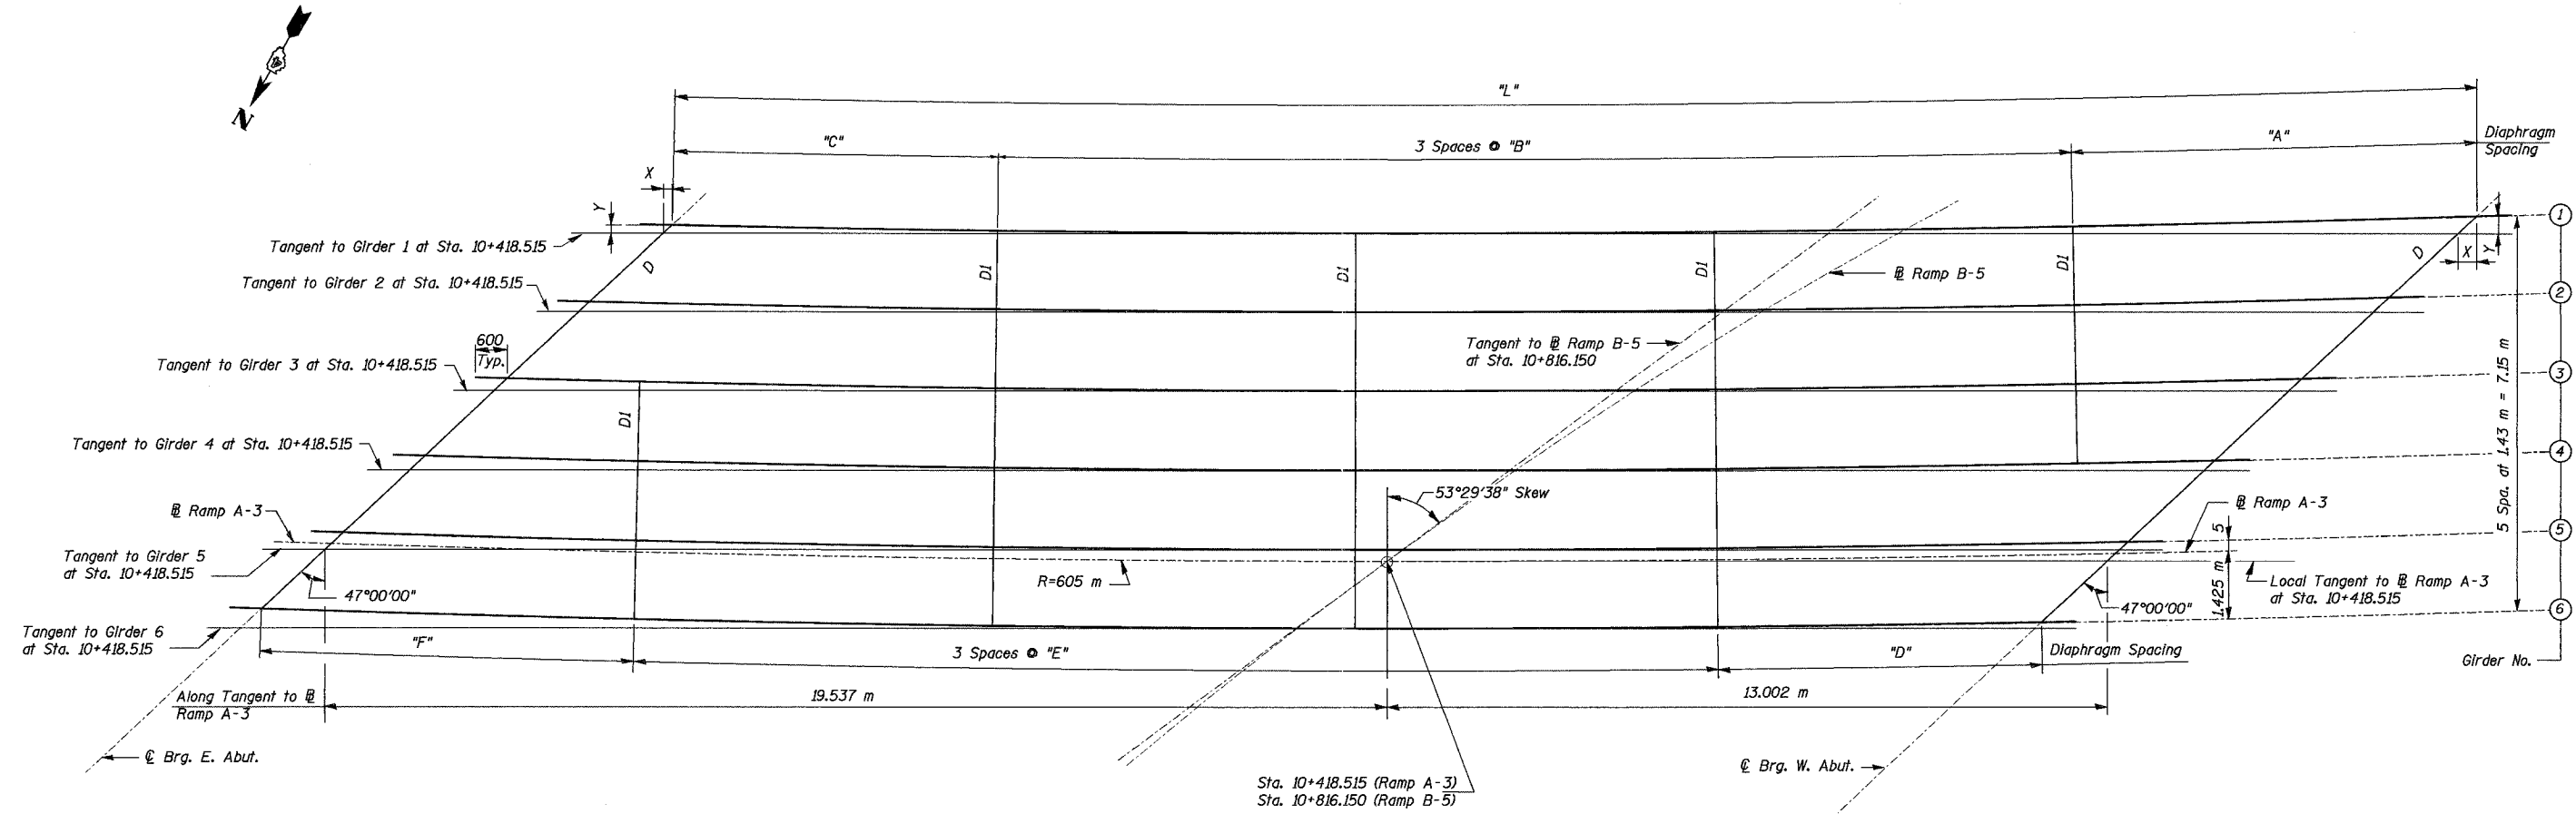 N
"L"
"C"
3 Spaces @ "B"
"A"
Diaphragm
Spacing
X
Y
Tangent to Girder 1 at Sta. 10+418.515
D
D1
D1
D1
D1
D
X
Y
1
Tangent to Girder 2 at Sta. 10+418.515
℄ Ramp B-5
2
600
Typ.
Tangent to ℄ Ramp B-5
at Sta. 10+816.150
Tangent to Girder 3 at Sta. 10+418.515
3
D1
5 Spa. at 1.43 m = 7.15 m
Tangent to Girder 4 at Sta. 10+418.515
4
53°29'38" Skew
℄ Ramp A-3
℄ Ramp A-3
5
5
Tangent to Girder 5
at Sta. 10+418.515
R=605 m
Local Tangent to ℄ Ramp A-3
at Sta. 10+418.515
1.425 m
47°00'00"
47°00'00"
6
Tangent to Girder 6
at Sta. 10+418.515
"F"
3 Spaces @ "E"
"D"
Diaphragm Spacing
Girder No.
Along Tangent to ℄
Ramp A-3
19.537 m
13.002 m
℄ Brg. E. Abut.
℄ Brg. W. Abut.
Sta. 10+418.515 (Ramp A-3)
Sta. 10+816.150 (Ramp B-5)